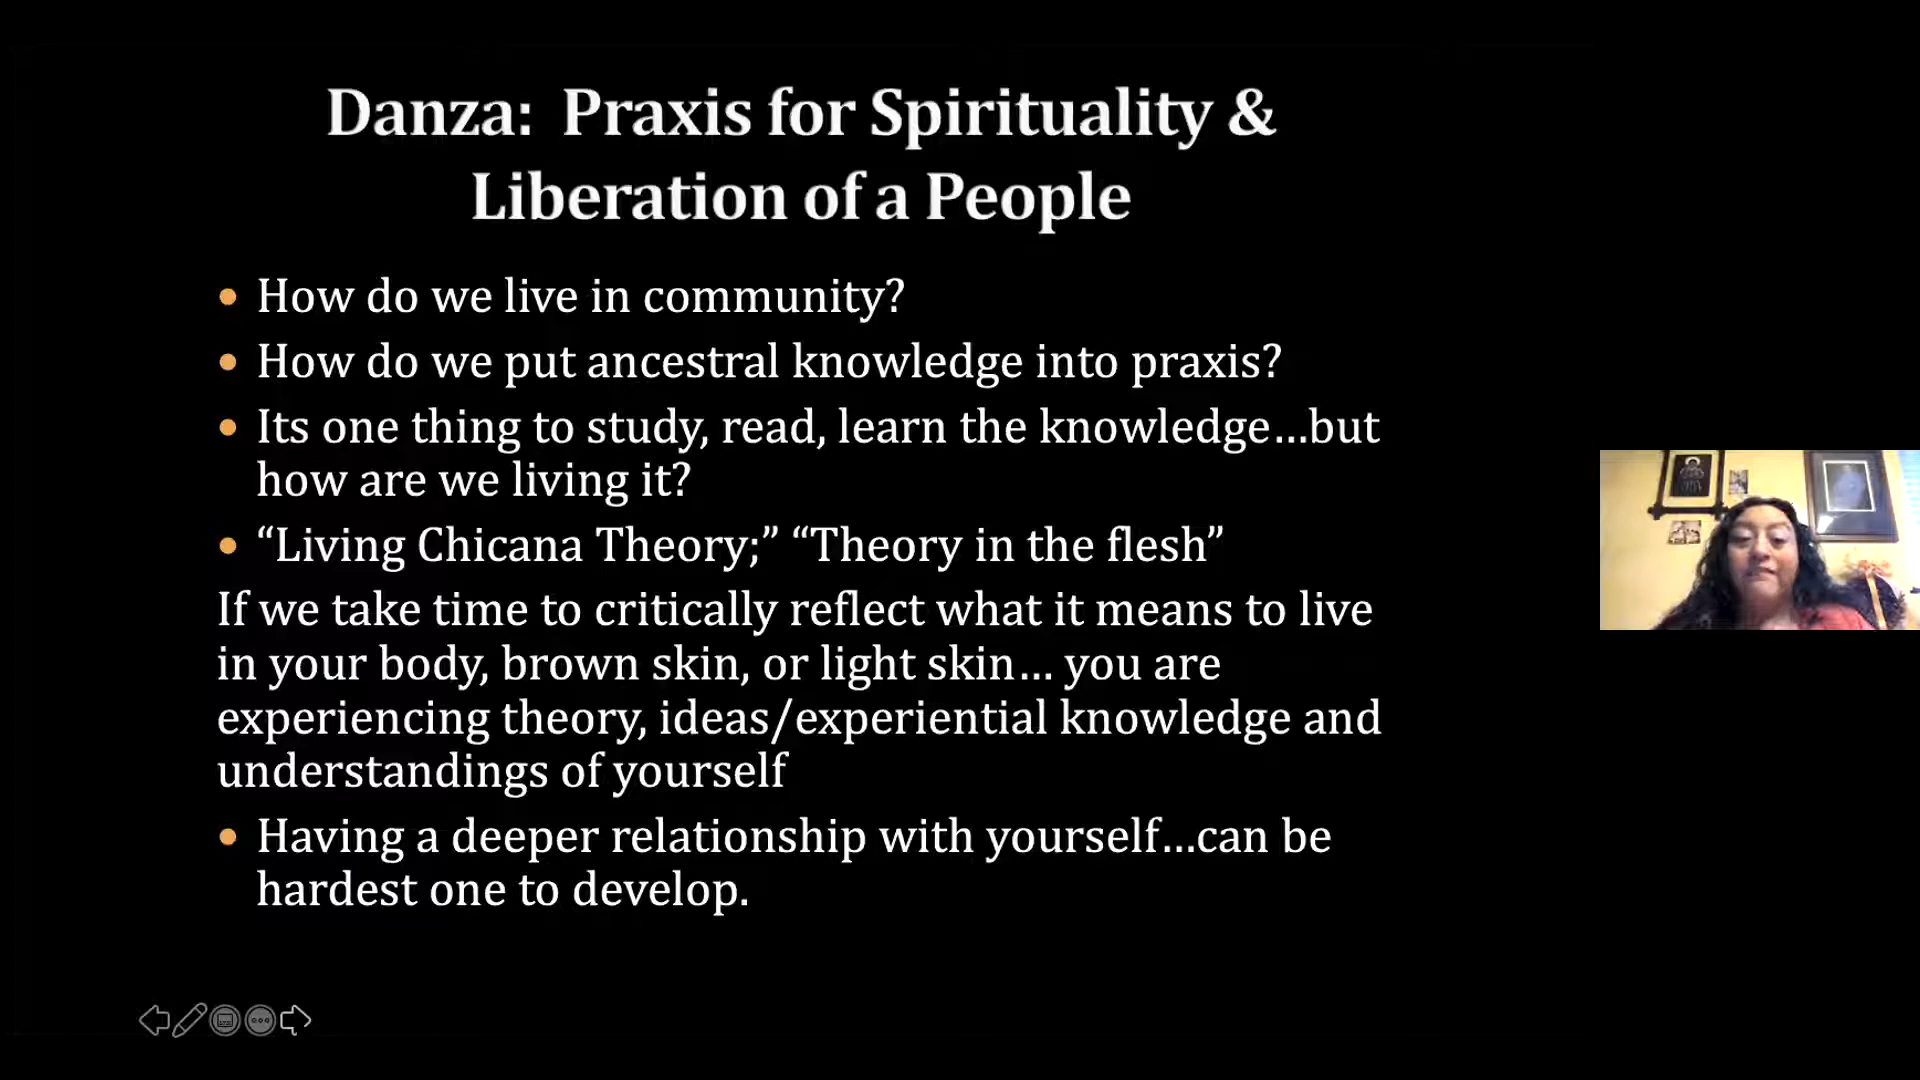 Danza:  Praxis for Spirituality &
Liberation of a People
• How do we live in community?
• How do we put ancestral knowledge into praxis?
• Its one thing to study, read, learn the knowledge…but
how are we living it?
• “Living Chicana Theory;” “Theory in the flesh”
If we take time to critically reflect what it means to live
in your body, brown skin, or light skin… you are
experiencing theory, ideas/experiential knowledge and
understandings of yourself
• Having a deeper relationship with yourself…can be
hardest one to develop.